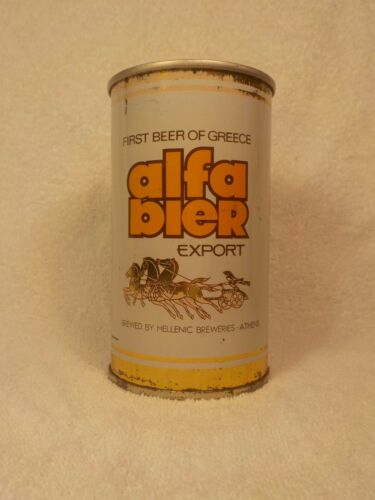 FIRST BEER OF GREECE
alfa
bier
EXPORT
BREWED BY HELLENIC BREWERIES - ATHENS